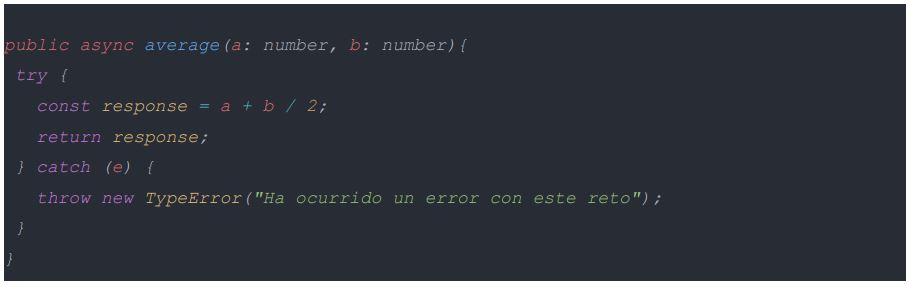 public async average(a: number, b: number){
try {
const response = a + b / 2;
return response;
} catch (e) {
throw new TypeError("Ha ocurrido un error con este reto");
}
}